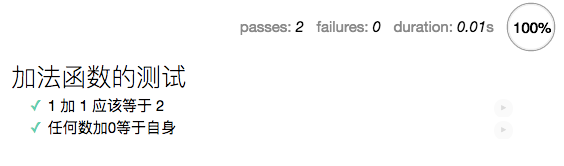 passes: 2 failures: 0 duration: 0.01s 100%
加法函数的测试
✓ 1 加 1 应该等于 2
✓ 任何数加0等于自身